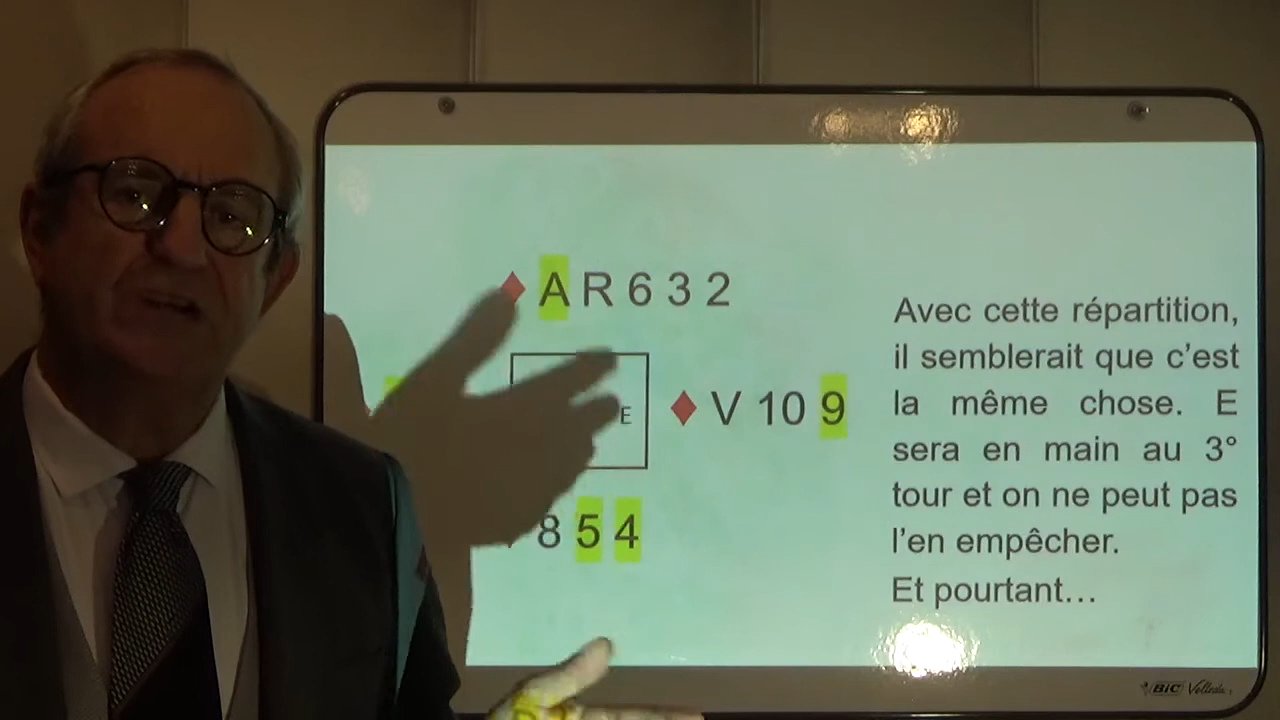 ♦ A R 6 3 2
E
♦ V 10 9
8 5 4
Avec cette répartition,
il semblerait que c’est
la même chose. E
sera en main au 3°
tour et on ne peut pas
l’en empêcher.
Et pourtant…
BIC Velleda